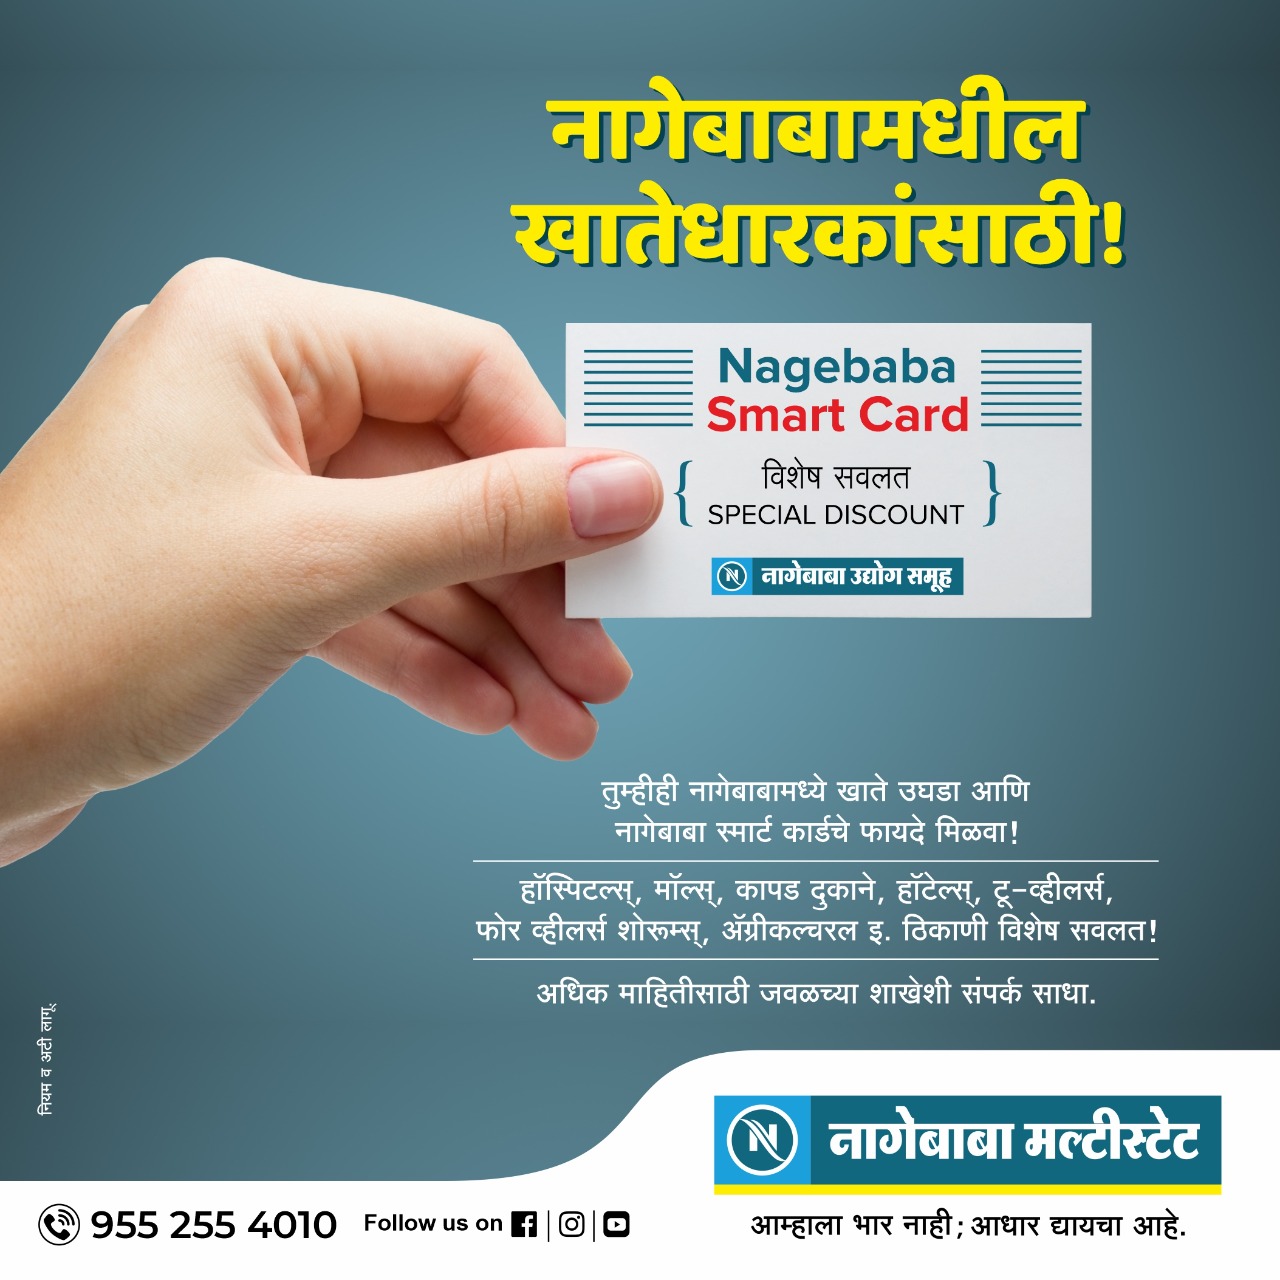 नागेबाबामधील
खातेधारकांसाठी!
Nagebaba
Smart Card
{ विशेष सवलत
SPECIAL DISCOUNT }
N नागेबाबा उद्योग समूह
तुम्हीही नागेबाबामध्ये खाते उघडा आणि
नागेबाबा स्मार्ट कार्डचे फायदे मिळवा!
हॉस्पिटल्स्, मॉल्स्, कापड दुकाने, हॉटेल्स्, टू-व्हीलर्स,
फोर व्हीलर्स शोरूम्स्, ॲग्रीकल्चरल इ. ठिकाणी विशेष सवलत!
अधिक माहितीसाठी जवळच्या शाखेशी संपर्क साधा.
नियम व अटी लागू.
N नागेबाबा मल्टीस्टेट
आम्हाला भार नाही; आधार द्यायचा आहे.
955 255 4010 Follow us on